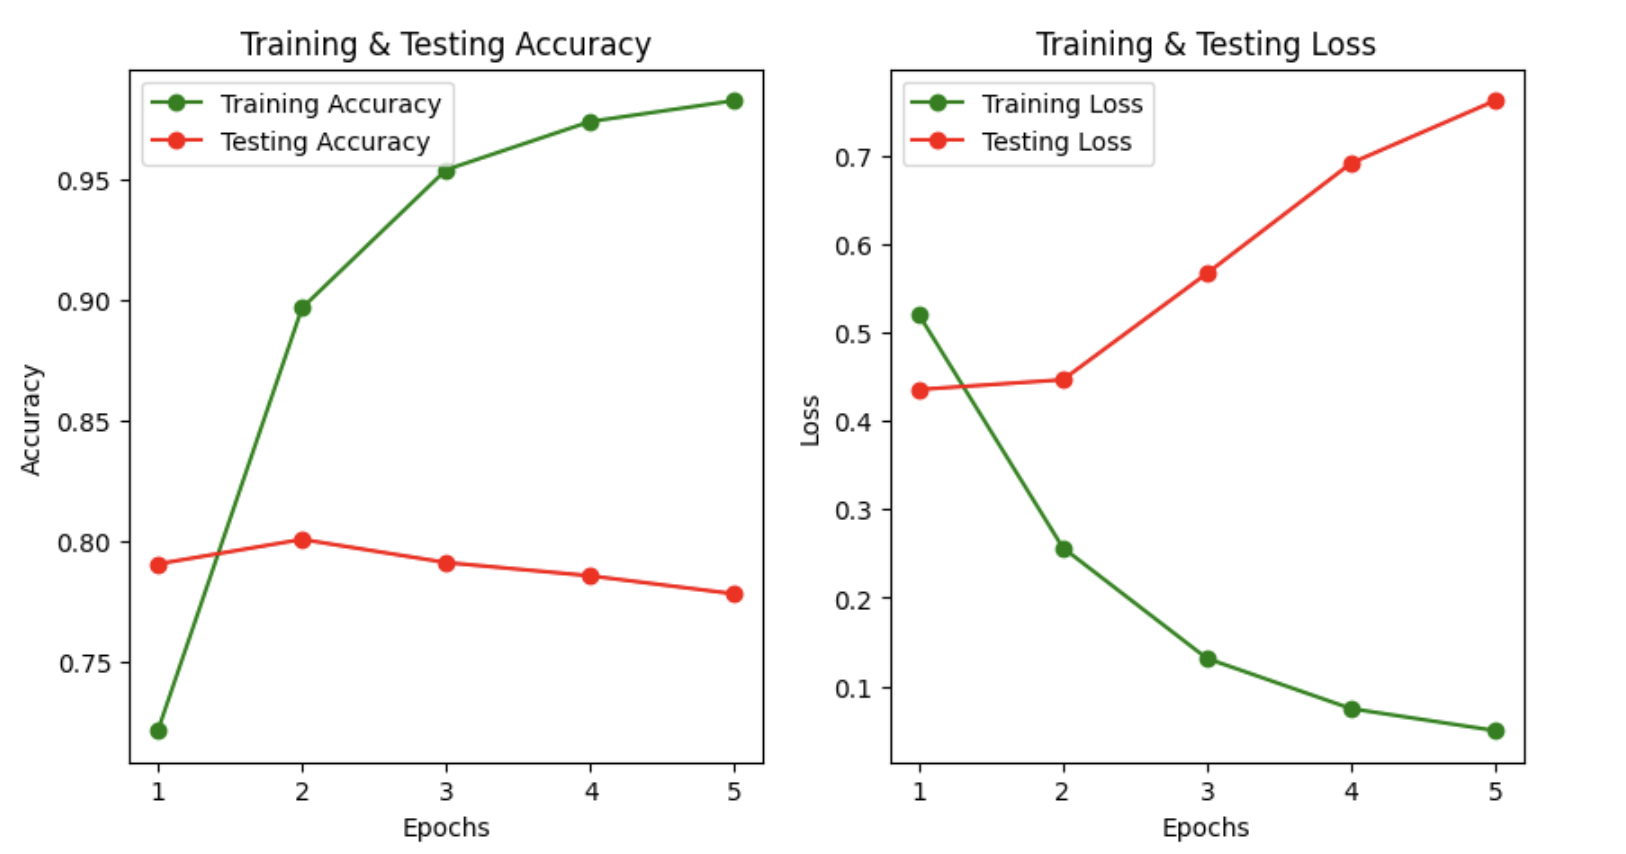 Training & Testing Accuracy
Training Accuracy
Testing Accuracy
0.95
0.90
0.85
0.80
0.75
Accuracy
1 2 3 4 5
Epochs
Training & Testing Loss
Training Loss
Testing Loss
0.7
0.6
0.5
0.4
0.3
0.2
0.1
Loss
1 2 3 4 5
Epochs